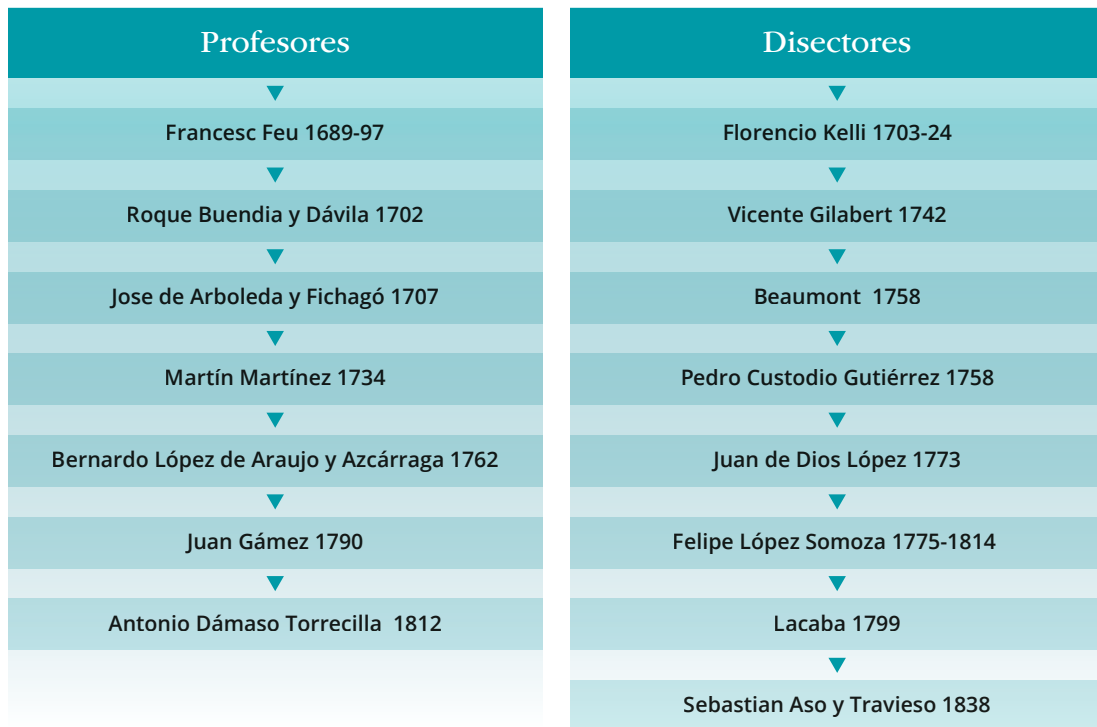 Profesores
Francesc Feu 1689-97
Roque Buendia y Dávila 1702
Jose de Arboleda y Fichagó 1707
Martín Martínez 1734
Bernardo López de Araujo y Azcárraga 1762
Juan Gámez 1790
Antonio Dámaso Torrecilla 1812
Disectores
Florencio Kelli 1703-24
Vicente Gilabert 1742
Beaumont 1758
Pedro Custodio Gutiérrez 1758
Juan de Dios López 1773
Felipe López Somoza 1775-1814
Lacaba 1799
Sebastian Aso y Travieso 1838